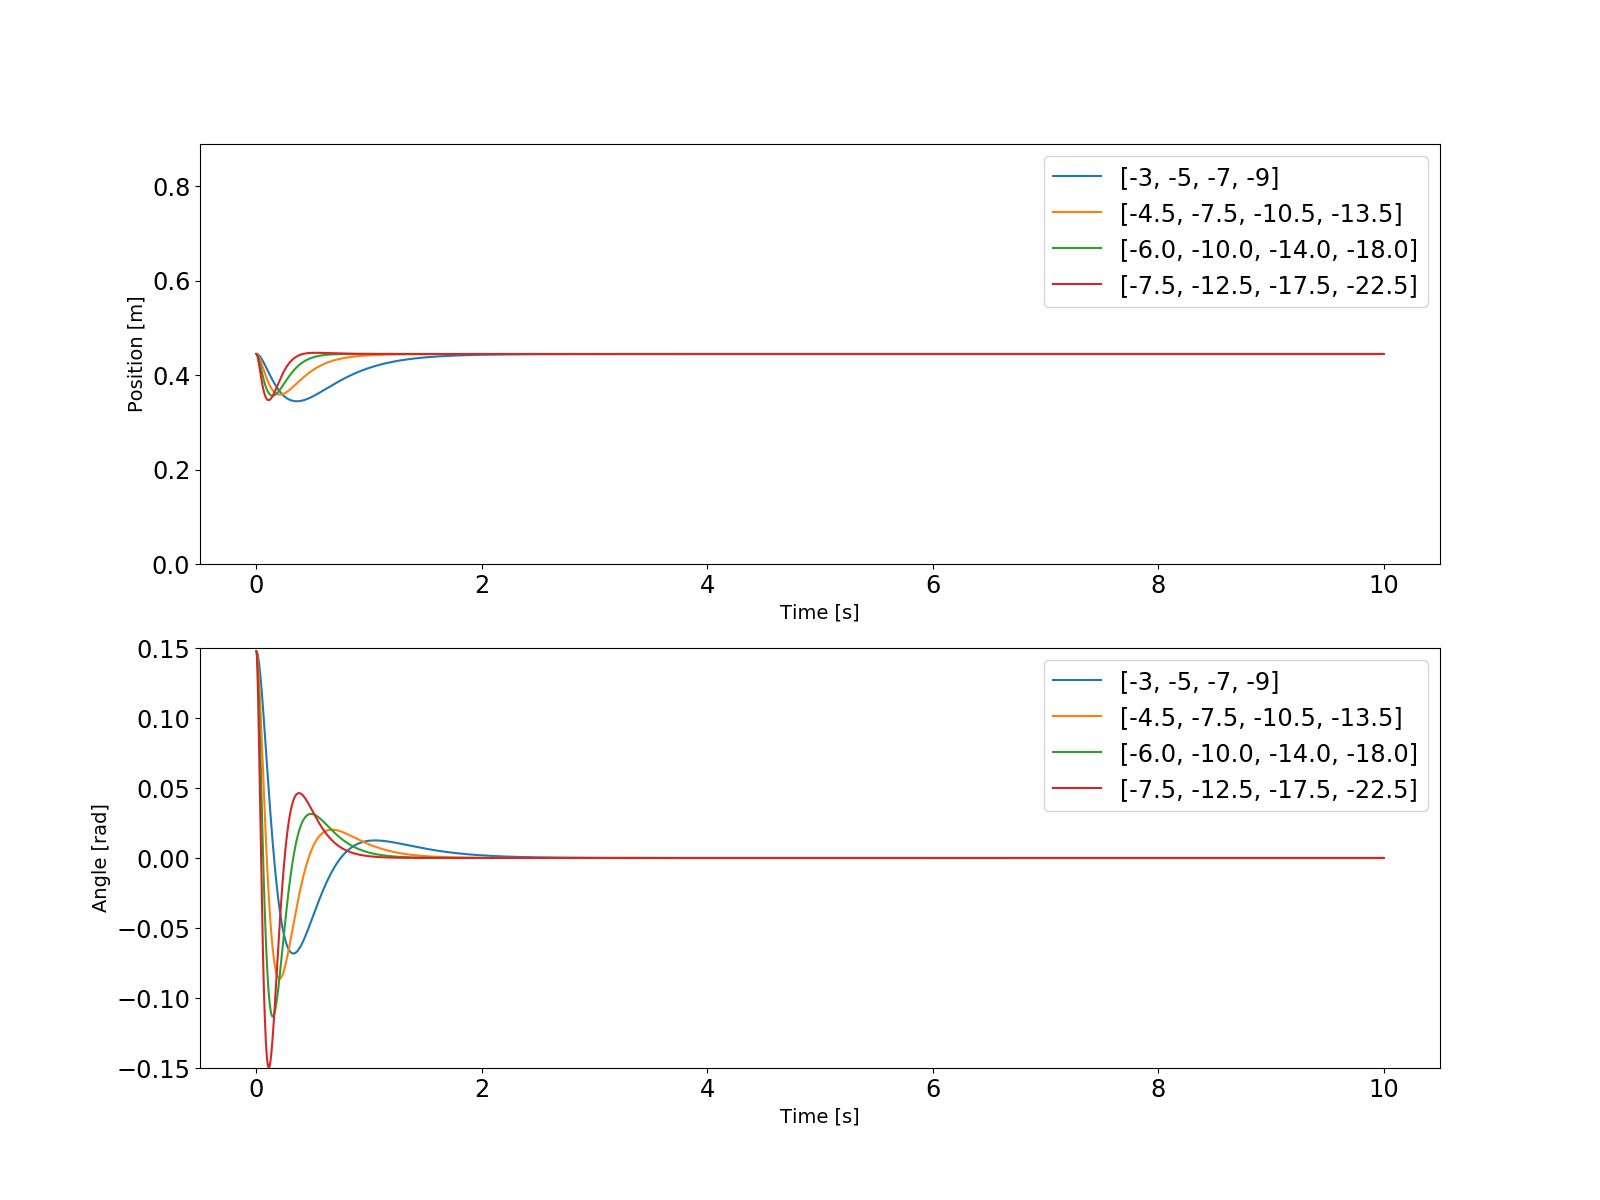 [-3, -5, -7, -9]
[-4.5, -7.5, -10.5, -13.5]
[-6.0, -10.0, -14.0, -18.0]
[-7.5, -12.5, -17.5, -22.5]
0.8
0.6
0.4
0.2
0.0
Position [m]
0 2 4 6 8 10
Time [s]
[-3, -5, -7, -9]
[-4.5, -7.5, -10.5, -13.5]
[-6.0, -10.0, -14.0, -18.0]
[-7.5, -12.5, -17.5, -22.5]
0.15
0.10
0.05
0.00
−0.05
−0.10
−0.15
Angle [rad]
0 2 4 6 8 10
Time [s]